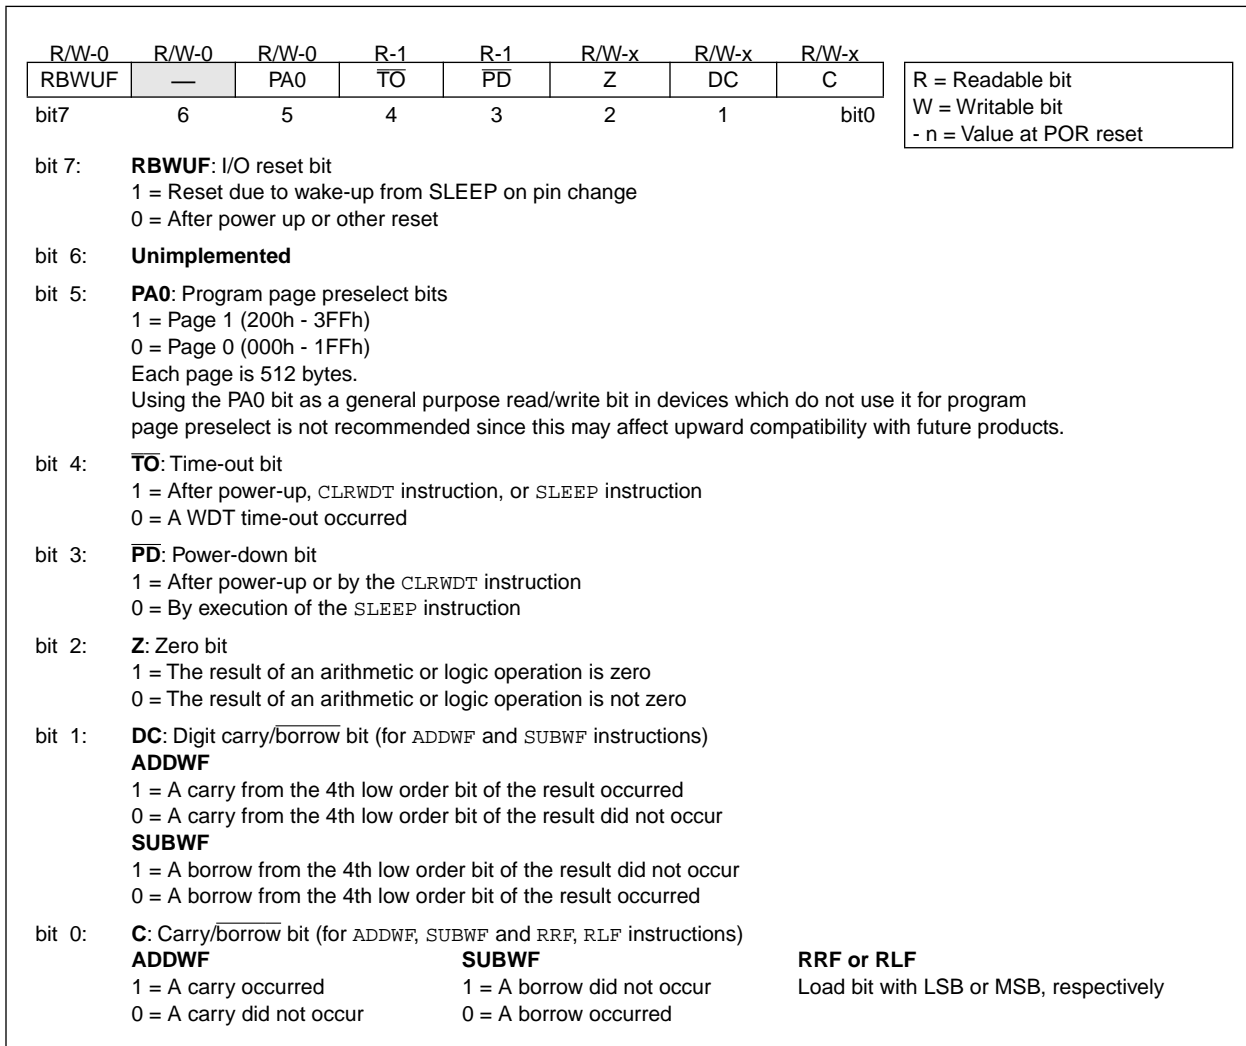 R/W-0 R/W-0 R/W-0 R-1 R-1 R/W-x R/W-x R/W-x
RBWUF — PA0 T̅O̅ P̅D̅ Z DC C
bit7 6 5 4 3 2 1 bit0
R = Readable bit
W = Writable bit
- n = Value at POR reset
bit 7: RBWUF: I/O reset bit
1 = Reset due to wake-up from SLEEP on pin change
0 = After power up or other reset
bit 6: Unimplemented
bit 5: PA0: Program page preselect bits
1 = Page 1 (200h - 3FFh)
0 = Page 0 (000h - 1FFh)
Each page is 512 bytes.
Using the PA0 bit as a general purpose read/write bit in devices which do not use it for program
page preselect is not recommended since this may affect upward compatibility with future products.
bit 4: T̅O̅: Time-out bit
1 = After power-up, CLRWDT instruction, or SLEEP instruction
0 = A WDT time-out occurred
bit 3: P̅D̅: Power-down bit
1 = After power-up or by the CLRWDT instruction
0 = By execution of the SLEEP instruction
bit 2: Z: Zero bit
1 = The result of an arithmetic or logic operation is zero
0 = The result of an arithmetic or logic operation is not zero
bit 1: DC: Digit carry/b̅o̅r̅r̅o̅w̅ bit (for ADDWF and SUBWF instructions)
ADDWF
1 = A carry from the 4th low order bit of the result occurred
0 = A carry from the 4th low order bit of the result did not occur
SUBWF
1 = A borrow from the 4th low order bit of the result did not occur
0 = A borrow from the 4th low order bit of the result occurred
bit 0: C: Carry/b̅o̅r̅r̅o̅w̅ bit (for ADDWF, SUBWF and RRF, RLF instructions)
ADDWF SUBWF RRF or RLF
1 = A carry occurred 1 = A borrow did not occur Load bit with LSB or MSB, respectively
0 = A carry did not occur 0 = A borrow occurred